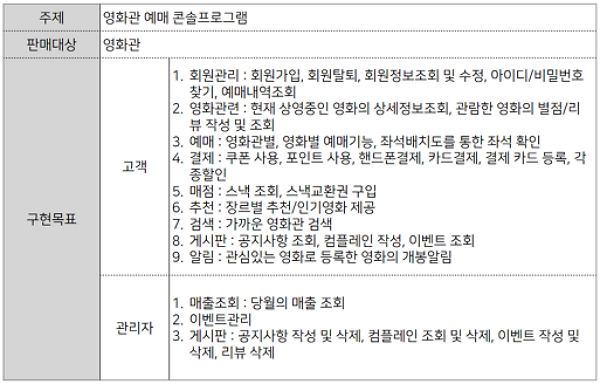 주제 영화관 예매 콘솔프로그램
판매대상 영화관
구현목표
고객
1. 회원관리 : 회원가입, 회원탈퇴, 회원정보조회 및 수정, 아이디/비밀번호
찾기, 예매내역조회
2. 영화관련 : 현재 상영중인 영화의 상세정보조회, 관람한 영화의 별점/리
뷰 작성 및 조회
3. 예매 : 영화관별, 영화별 예매기능, 좌석배치도를 통한 좌석 확인
4. 결제 : 쿠폰 사용, 포인트 사용, 핸드폰결제, 카드결제, 결제 카드 등록, 각
종할인
5. 매점 : 스낵 조회, 스낵교환권 구입
6. 추천 : 장르별 추천/인기영화 제공
7. 검색 : 가까운 영화관 검색
8. 게시판 : 공지사항 조회, 컴플레인 작성, 이벤트 조회
9. 알림 : 관심있는 영화로 등록한 영화의 개봉알림
관리자
1. 매출조회 : 당월의 매출 조회
2. 이벤트관리
3. 게시판 : 공지사항 작성 및 삭제, 컴플레인 조회 및 삭제, 이벤트 작성 및
삭제, 리뷰 삭제